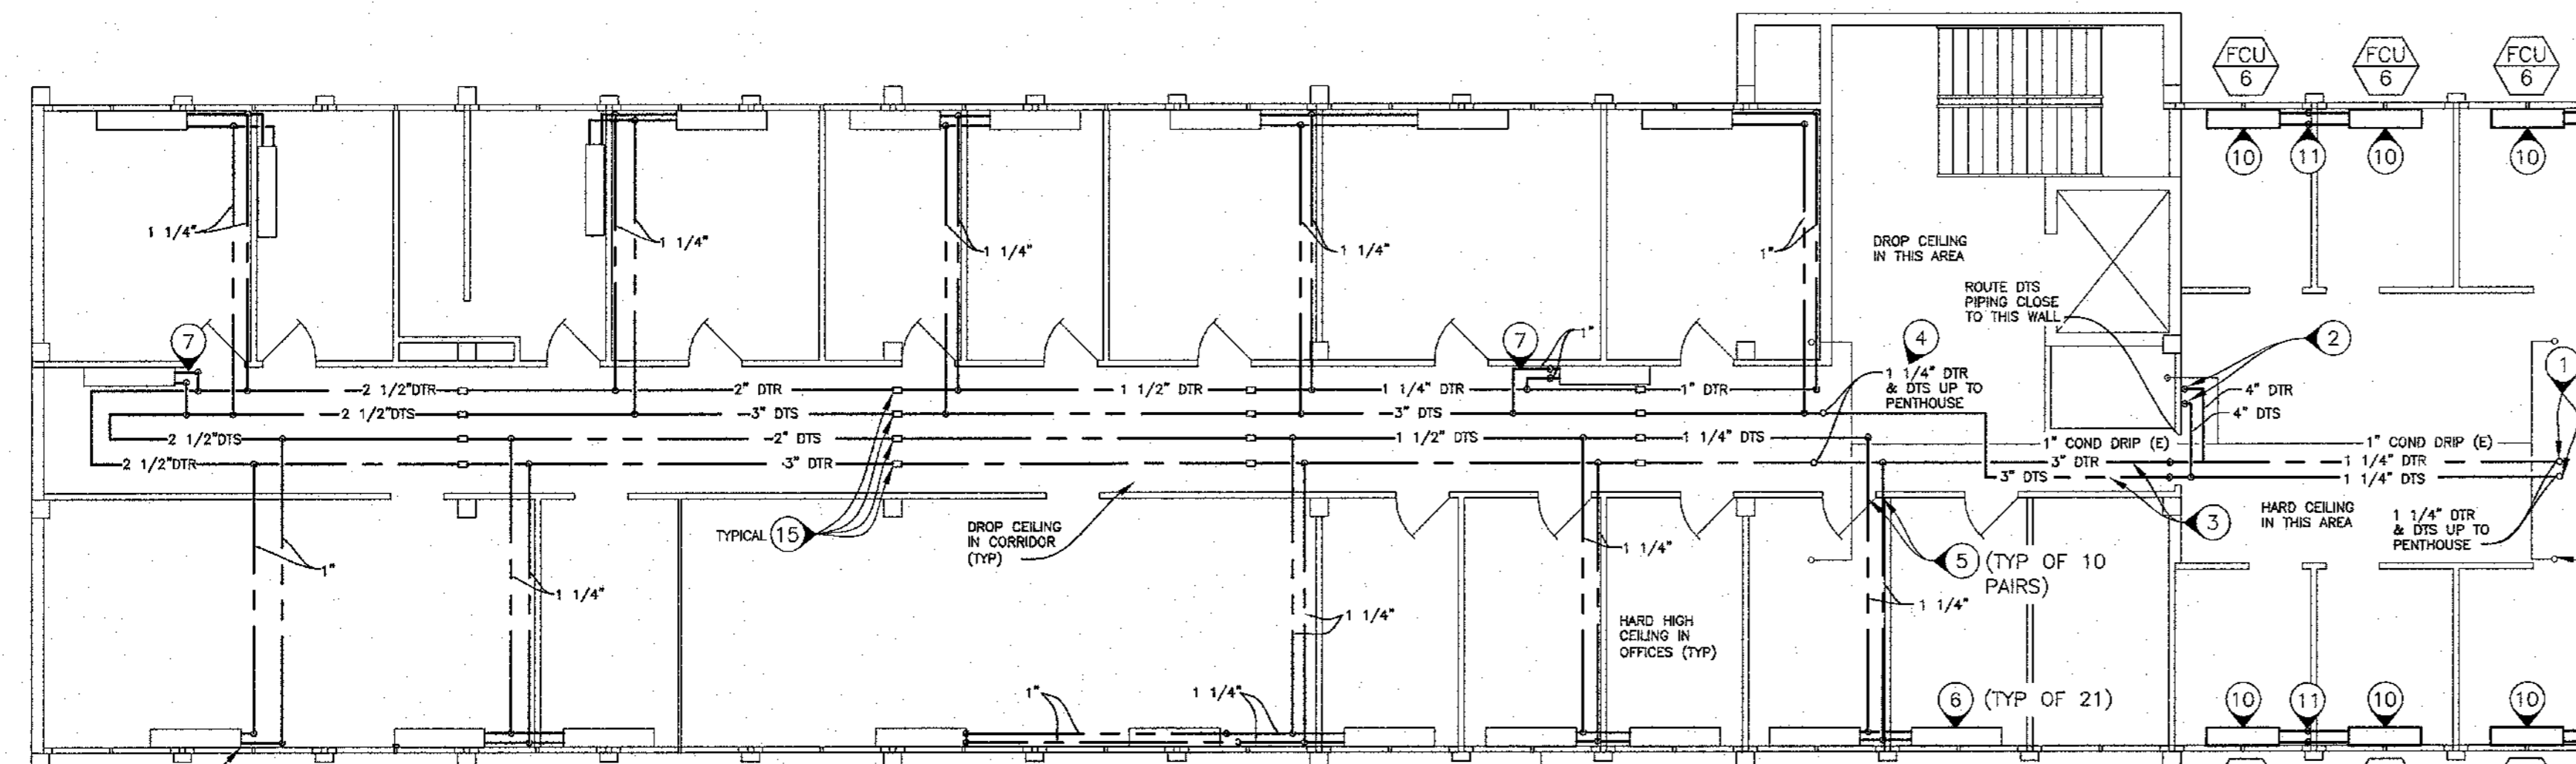 FCU
6
FCU
6
FCU
6
10
11
10
10
1 1/4"
1 1/4"
1 1/4"
1 1/4"
1"
DROP CEILING
IN THIS AREA
ROUTE DTS
PIPING CLOSE
TO THIS WALL
7
7
1"
4
2
1
2 1/2"DTR
2" DTR
1 1/2" DTR
1 1/4" DTR
1" DTR
1 1/4" DTR
& DTS UP TO
PENTHOUSE
4" DTR
4" DTS
2 1/2"DTS
3" DTS
3" DTS
2 1/2"DTS
2" DTS
1 1/2" DTS
1 1/4" DTS
1" COND DRIP (E)
1" COND DRIP (E)
2 1/2"DTR
3" DTR
3" DTR
1 1/4" DTR
3" DTS
1 1/4" DTS
TYPICAL 15
DROP CEILING
IN CORRIDOR
(TYP)
3
HARD CEILING
IN THIS AREA
1 1/4" DTR
& DTS UP TO
PENTHOUSE
1"
1 1/4"
1 1/4"
1 1/4"
5 (TYP OF 10
PAIRS)
1 1/4"
HARD HIGH
CEILING IN
OFFICES (TYP)
1"
1 1/4"
6 (TYP OF 21)
10
11
10
10